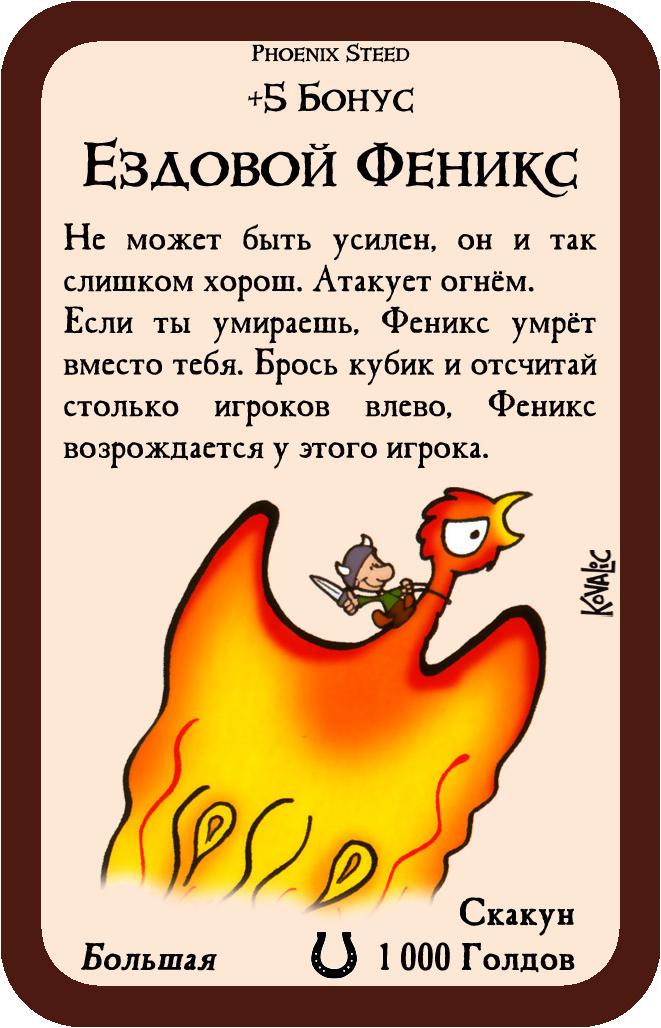 Phoenix Steed
+5 Бонус
Ездовой Феникс
Не может быть усилен, он и так
слишком хорош. Атакует огнём.
Если ты умираешь, Феникс умрёт
вместо тебя. Брось кубик и отсчитай
столько игроков влево, Феникс
возрождается у этого игрока.
Kovalic
Скакун
Большая 1 000 Голдов